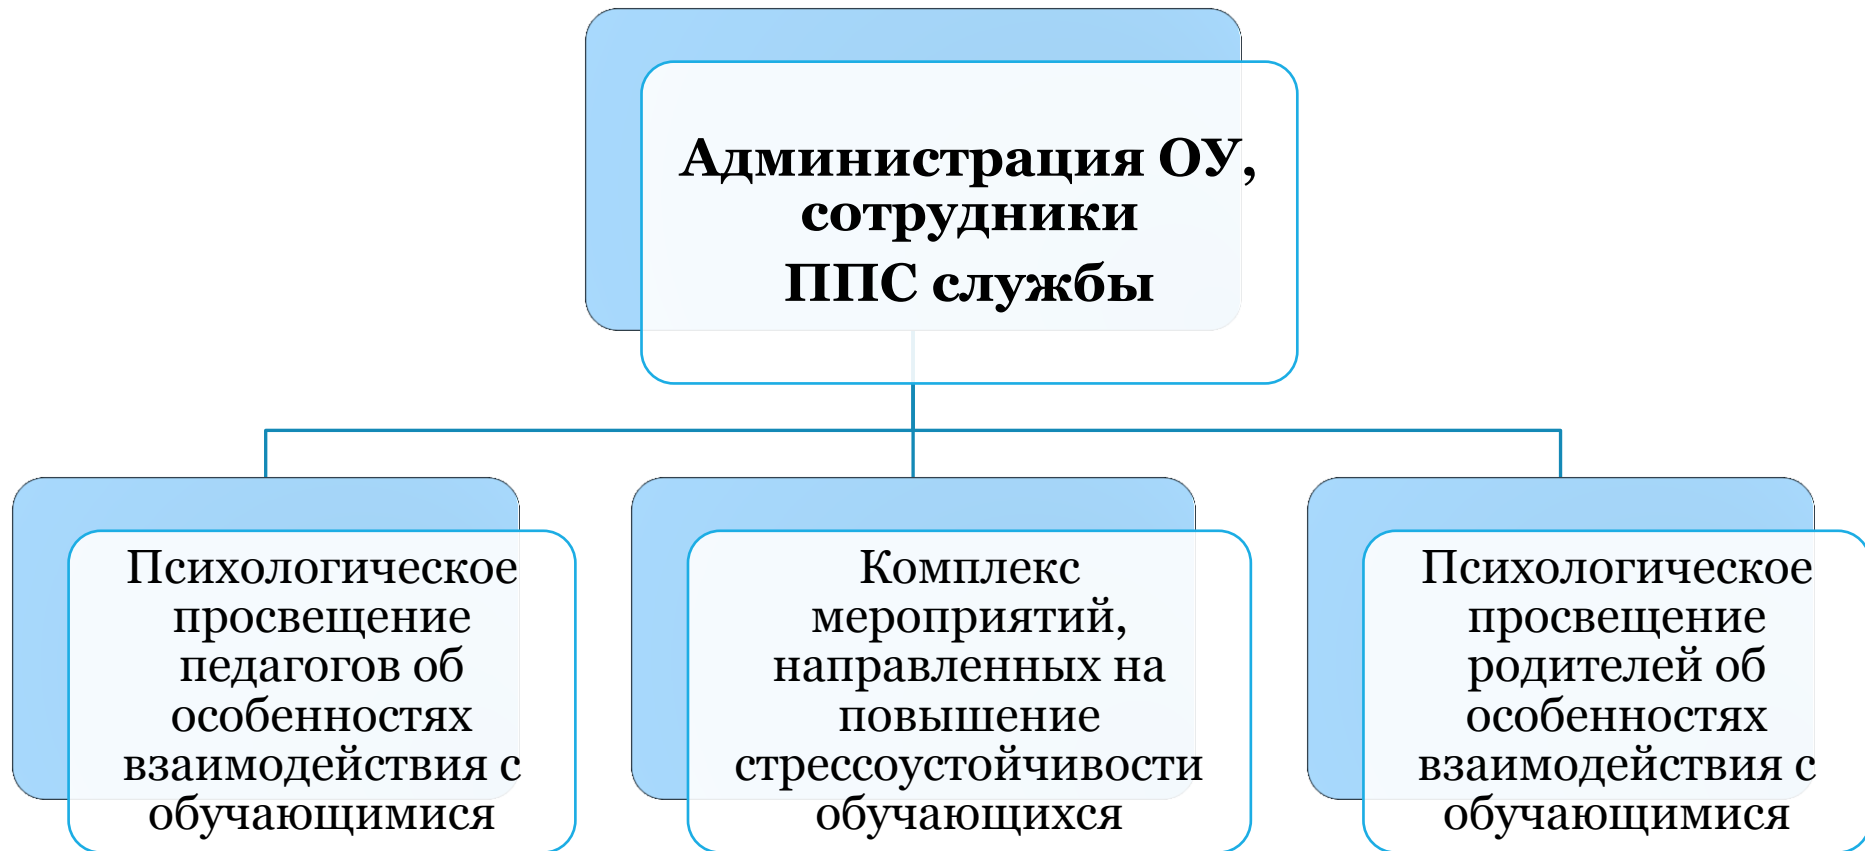 Администрация ОУ,
сотрудники
ППС службы
Психологическое
просвещение
педагогов об
особенностях
взаимодействия с
обучающимися
Комплекс
мероприятий,
направленных на
повышение
стрессоустойчивости
обучающихся
Психологическое
просвещение
родителей об
особенностях
взаимодействия с
обучающимися